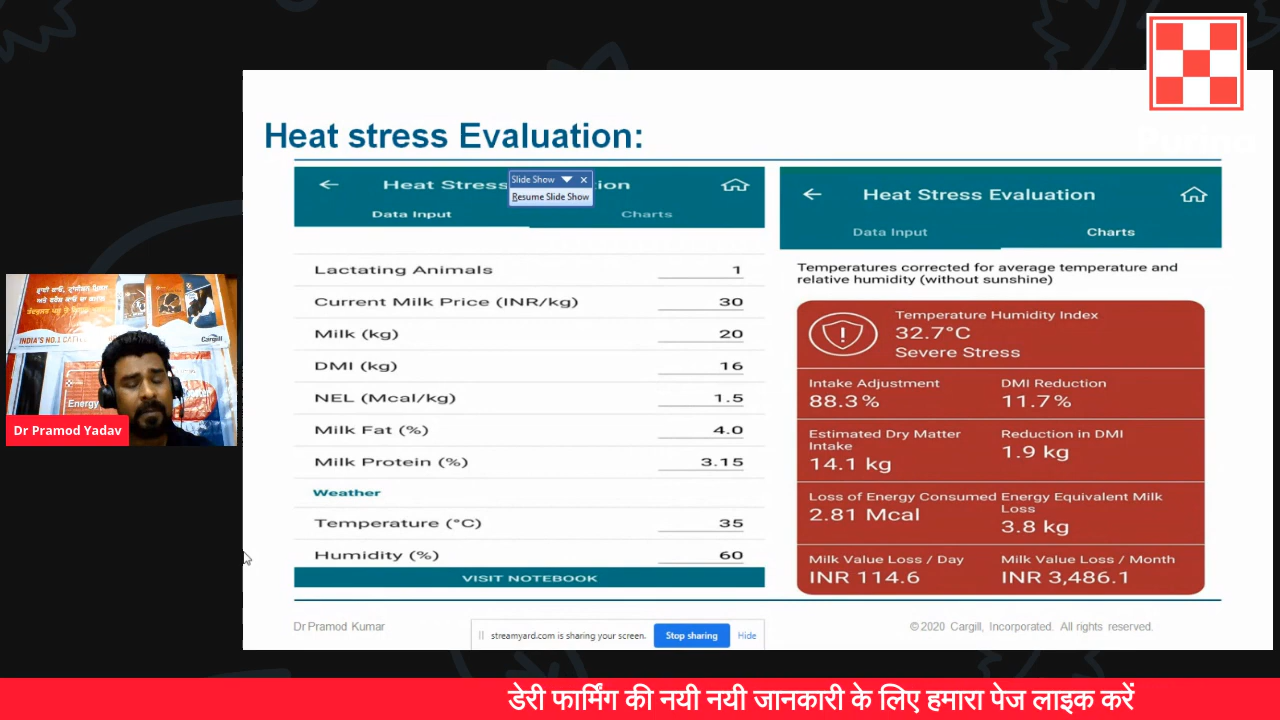 Heat stress Evaluation:
Heat Stress
ion
Slide Show
Resume Slide Show
Data Input
Charts
Lactating Animals 1
Current Milk Price (INR/kg) 30
Milk (kg) 20
DMI (kg) 16
NEL (Mcal/kg) 1.5
Milk Fat (%) 4.0
Milk Protein (%) 3.15
Weather
Temperature (°C) 35
Humidity (%) 60
VISIT NOTEBOOK
Heat Stress Evaluation
Data Input
Charts
Temperatures corrected for average temperature and
relative humidity (without sunshine)
Temperature Humidity Index
32.7°C
Severe Stress
Intake Adjustment
88.3%
DMI Reduction
11.7%
Estimated Dry Matter
Intake
14.1 kg
Reduction in DMI
1.9 kg
Loss of Energy Consumed
2.81 Mcal
Energy Equivalent Milk
Loss
3.8 kg
Milk Value Loss / Day
INR 114.6
Milk Value Loss / Month
INR 3,486.1
Dr Pramod Kumar
streamyard.com is sharing your screen.
Stop sharing
Hide
© 2020 Cargill, Incorporated. All rights reserved.
Cargill
INDIA'S NO.1
Energy
Dr Pramod Yadav
Purina
डेरी फार्मिंग की नयी नयी जानकारी के लिए हमारा पेज लाइक करें